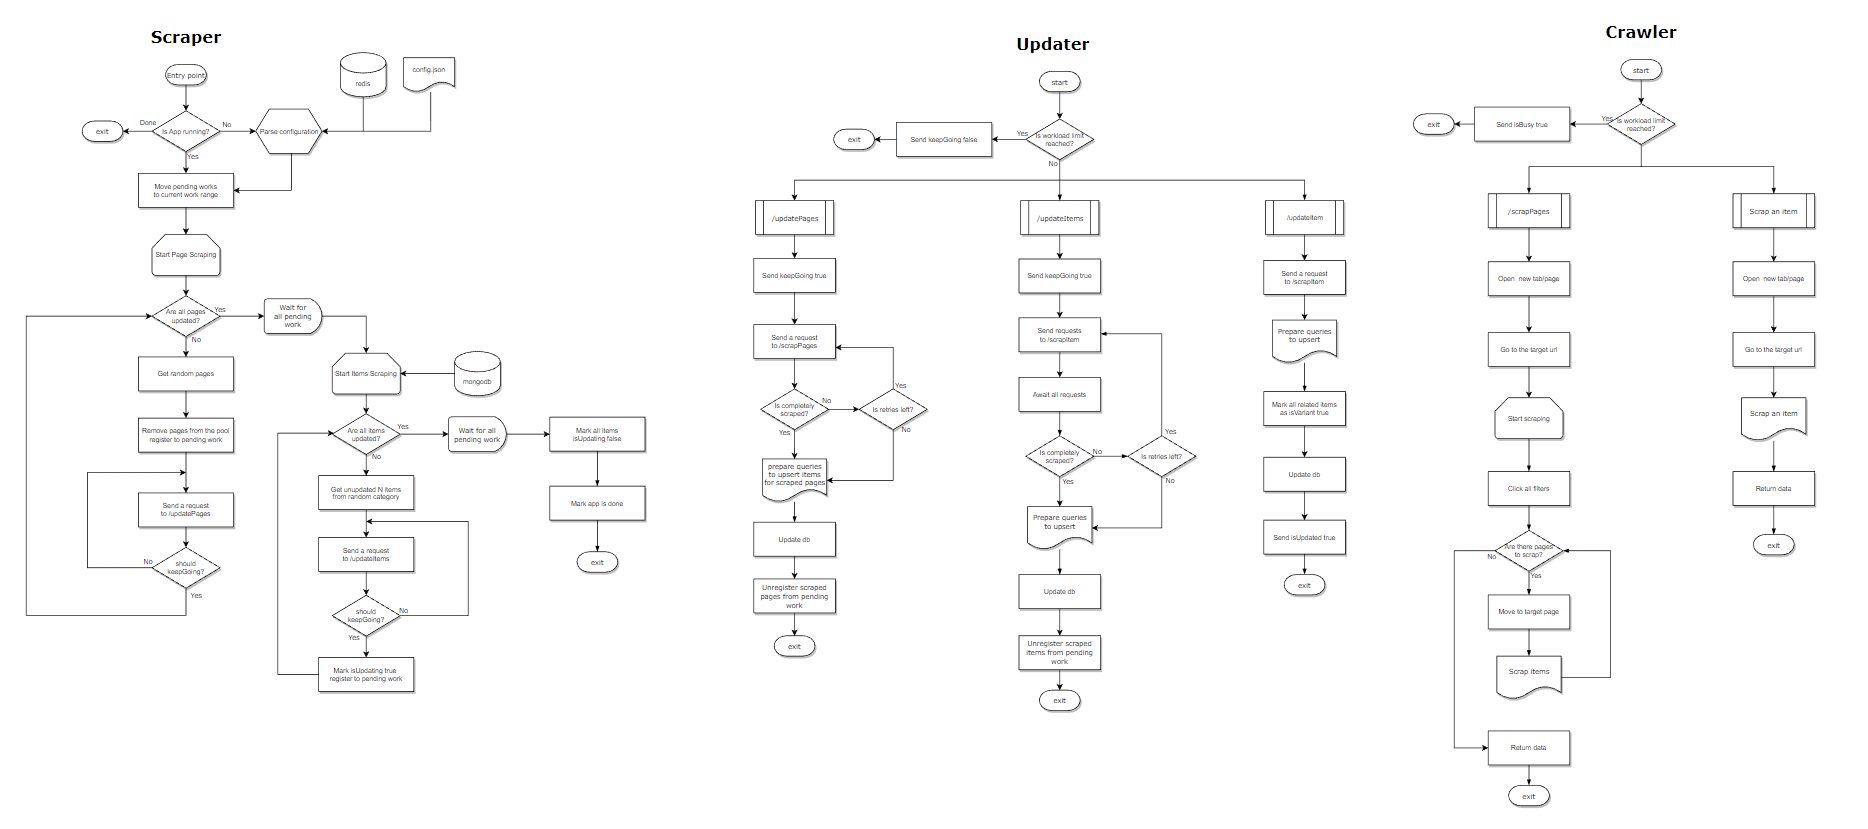 Scraper
Entry point
redis
config.json
Done
No
exit
Is App running?
Parse configuration
Yes
Move pending works
to current work range
Start Page Scraping
Are all pages
updated?
Yes
No
Wait for
all pending
work
Get random pages
Start Items Scraping
mongodb
Remove pages from the pool
register to pending work
Are all items
updated?
Yes
No
Wait for all
pending work
Mark all items
isUpdating false
Get unupdated N items
from random category
Mark app is done
Send a request
to /updatePages
Send a request
to /updateItems
exit
No
should
keepGoing?
Yes
should
keepGoing?
No
Yes
Mark isUpdating true
register to pending work
Updater
start
exit
Send keepGoing false
Yes
Is workload limit
reached?
No
/updatePages
Send keepGoing true
Send a request
to /scrapPages
Yes
Is completely
scraped?
No
Is retries left?
Yes
No
prepare queries
to upsert items
for scraped pages
Update db
Unregister scraped
pages from pending
work
exit
/updateItems
Send keepGoing true
Send requests
to /scrapItem
Await all requests
Yes
Is completely
scraped?
No
Is retries left?
Yes
No
Prepare queries
to upsert
Update db
Unregister scraped
items from pending
work
exit
/updateItem
Send a request
to /scrapItem
Prepare queries
to upsert
Mark all related items
as isVariant true
Update db
Send isUpdated true
exit
Crawler
start
exit
Send isBusy true
Yes
Is workload limit
reached?
/scrapPages
Open new tab/page
Go to the target url
Start scraping
Click all filters
Are there pages
to scrap?
No
Yes
Move to target page
Scrap items
Return data
exit
Scrap an item
Open new tab/page
Go to the target url
Scrap an item
Return data
exit